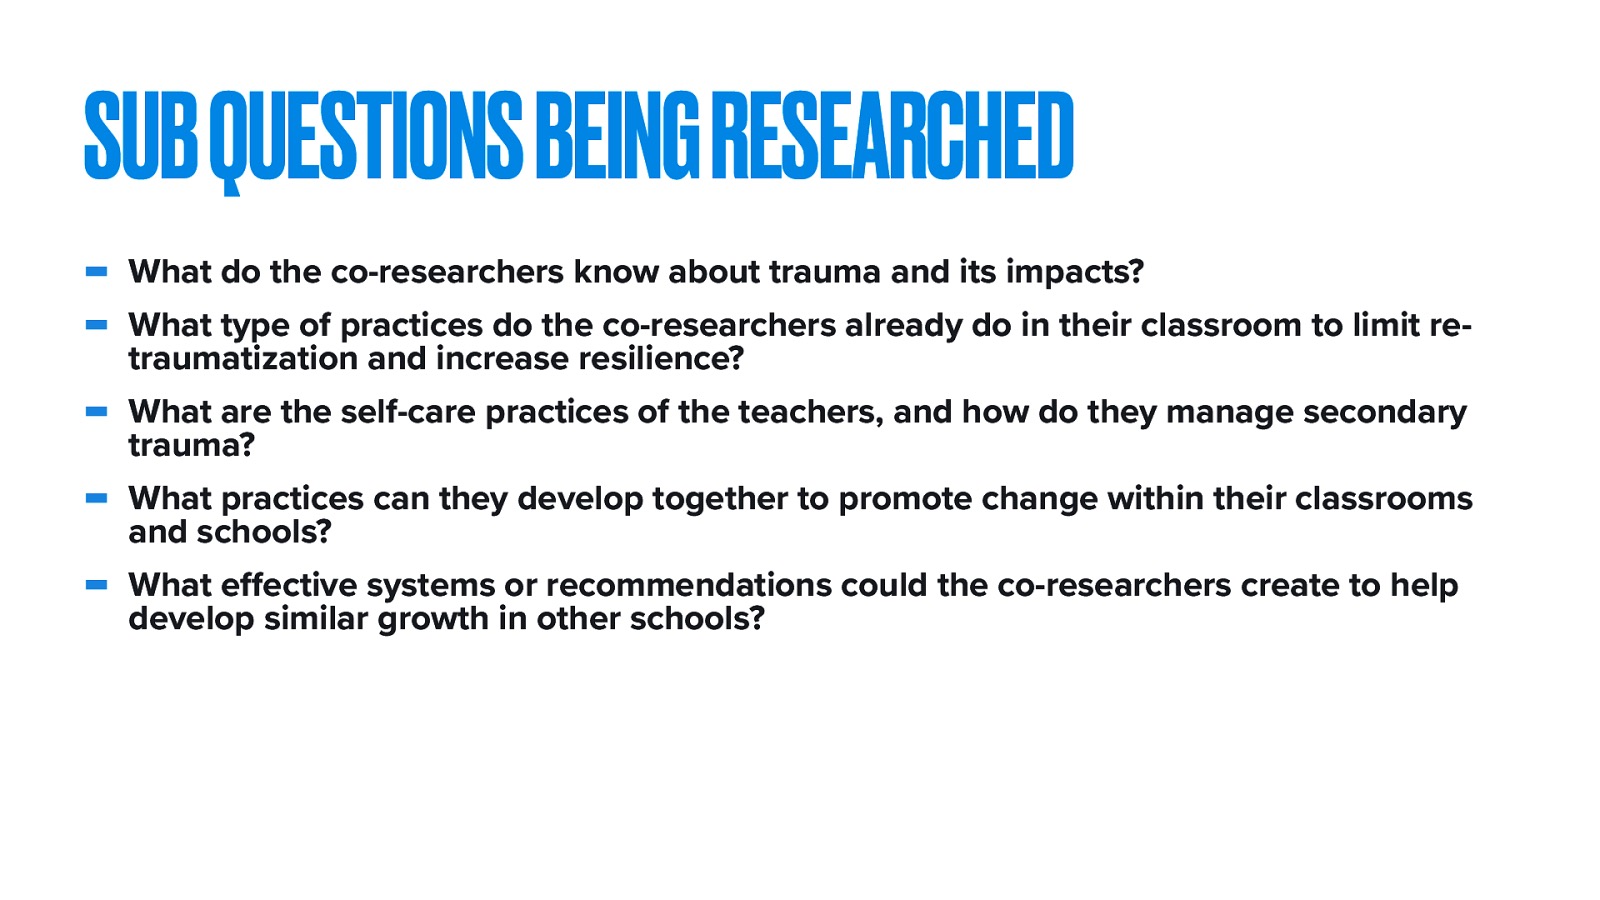 SUB QUESTIONS BEING RESEARCHED
What do the co-researchers know about trauma and its impacts?
What type of practices do the co-researchers already do in their classroom to limit re-
traumatization and increase resilience?
What are the self-care practices of the teachers, and how do they manage secondary
trauma?
What practices can they develop together to promote change within their classrooms
and schools?
What effective systems or recommendations could the co-researchers create to help
develop similar growth in other schools?